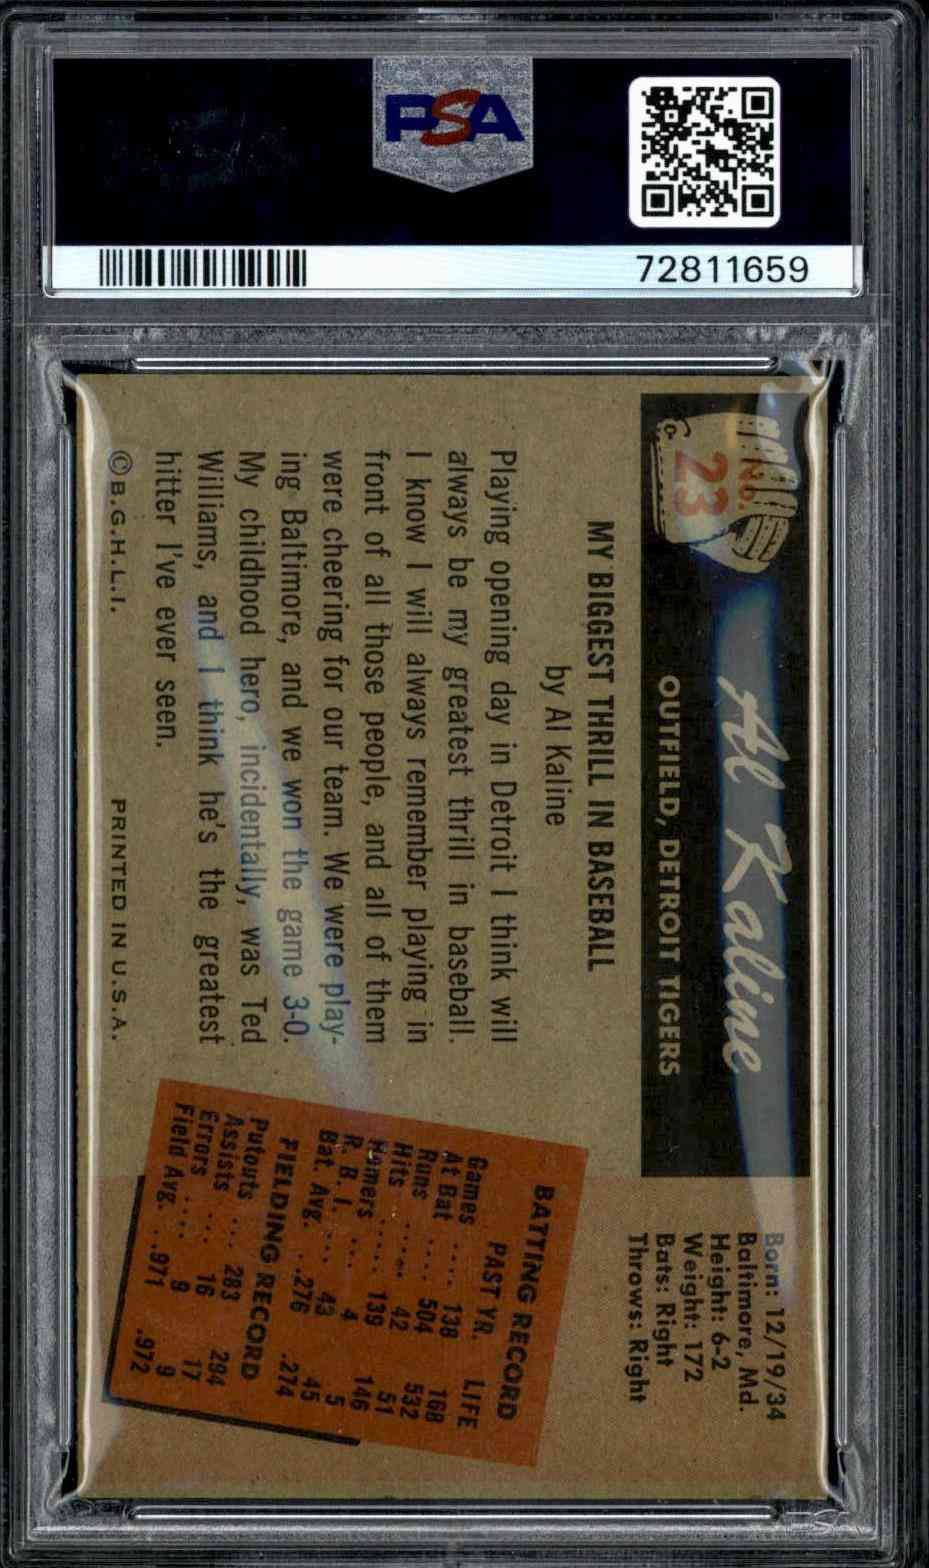 PSA
72811659
No.
23
Al Kaline
OUTFIELD, DETROIT TIGERS
Born: 12/19/34
Baltimore, Md.
Height: 6-2
Weight: 172
Bats: Right
Throws: Right
MY BIGGEST THRILL IN BASEBALL
by Al Kaline
Playing opening day in Detroit I think will
always be my greatest thrill in baseball.
I know I will always remember playing in
front of all those people, and all of them
were cheering for our team. We were play-
ing Baltimore, and we won the game 3-0.
My childhood hero, incidentally, was Ted
Willians, and I think he's the greatest
hitter I've ever seen.
BATTING RECORD
PAST YR. LIFE
Games .... 138 168
At Bat .... 504 532
Runs .... 42 51
Hits .... 139 146
Homers .... 4 5
R. B. I. .... 43 45
Bat. Avg. .... .276 .274
FIELDING RECORD
Putouts ... 283 284
Assists ... 16 17
Errors .... 9 9
Field Avg. .... .971 .972
© B.G.H.L.I.
PRINTED IN U.S.A.